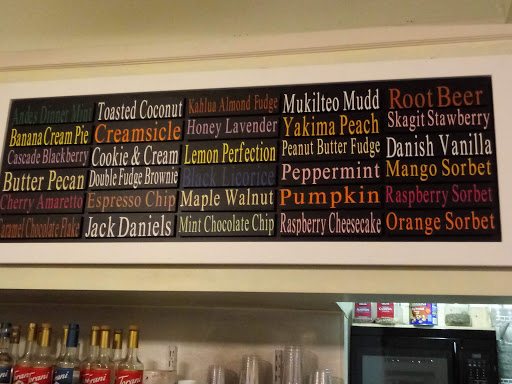 Andes Dinner Mint
Banana Cream Pie
Cascade Blackberry
Butter Pecan
Cherry Amaretto
Caramel Chocolate Flake
Toasted Coconut
Creamsicle
Cookie & Cream
Double Fudge Brownie
Espresso Chip
Jack Daniels
Kahlua Almond Fudge
Honey Lavender
Lemon Perfection
Black Licorice
Maple Walnut
Mint Chocolate Chip
Mukilteo Mudd
Yakima Peach
Peanut Butter Fudge
Peppermint
Pumpkin
Raspberry Cheesecake
Root Beer
Skagit Stawberry
Danish Vanilla
Mango Sorbet
Raspberry Sorbet
Orange Sorbet
Torani
Torani
Torani